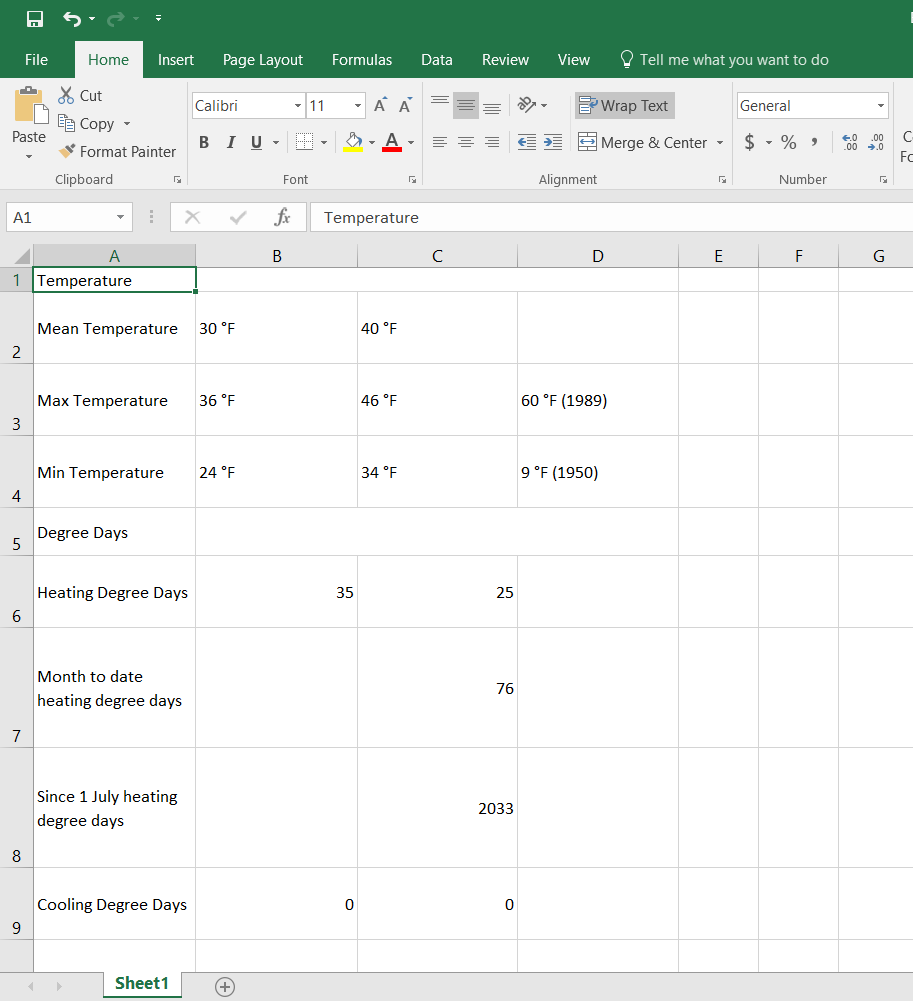 File Home Insert Page Layout Formulas Data Review View Tell me what you want to do
Paste
Cut
Copy
Format Painter
Clipboard
Calibri 11
A A
B I U A
Font
Wrap Text
Merge & Center
Alignment
General
$ % , .00 .00
Number
A1 fx Temperature
A B C D E F G
1 Temperature
2 Mean Temperature 30 °F 40 °F
3 Max Temperature 36 °F 46 °F 60 °F (1989)
4 Min Temperature 24 °F 34 °F 9 °F (1950)
5 Degree Days
6 Heating Degree Days 35 25
7 Month to date
heating degree days 76
8 Since 1 July heating
degree days 2033
9 Cooling Degree Days 0 0
Sheet1